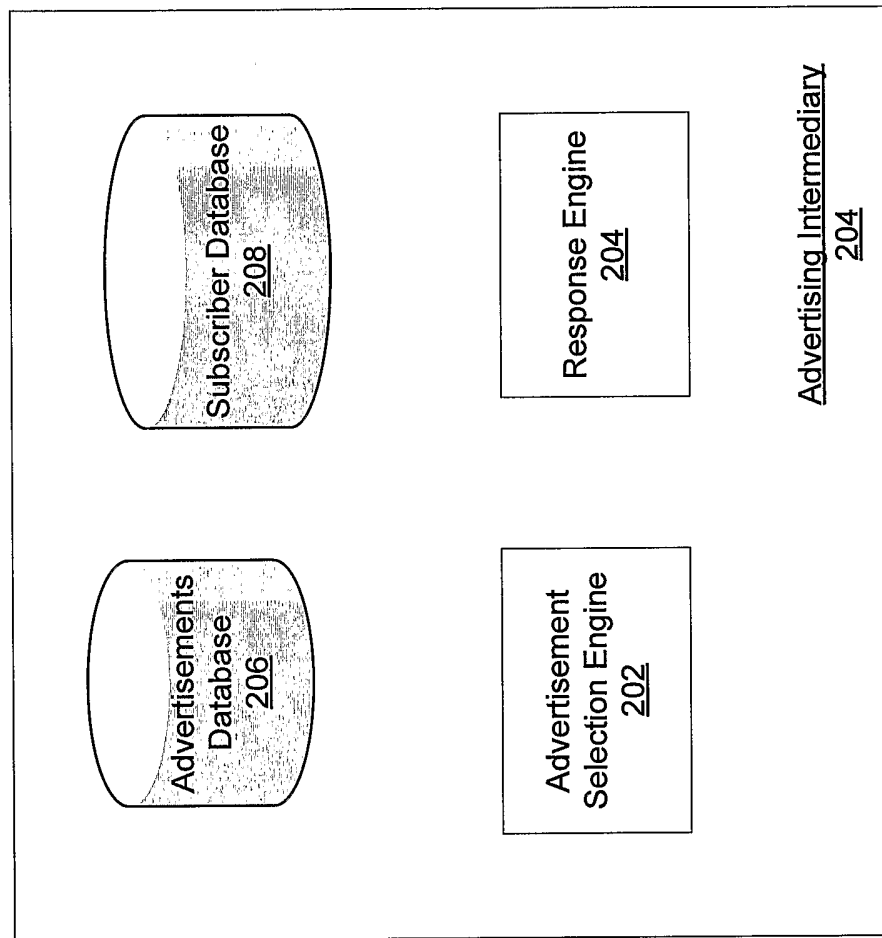 Advertisements
Database
206
Subscriber Database
208
Advertisement
Selection Engine
202
Response Engine
204
Advertising Intermediary
204